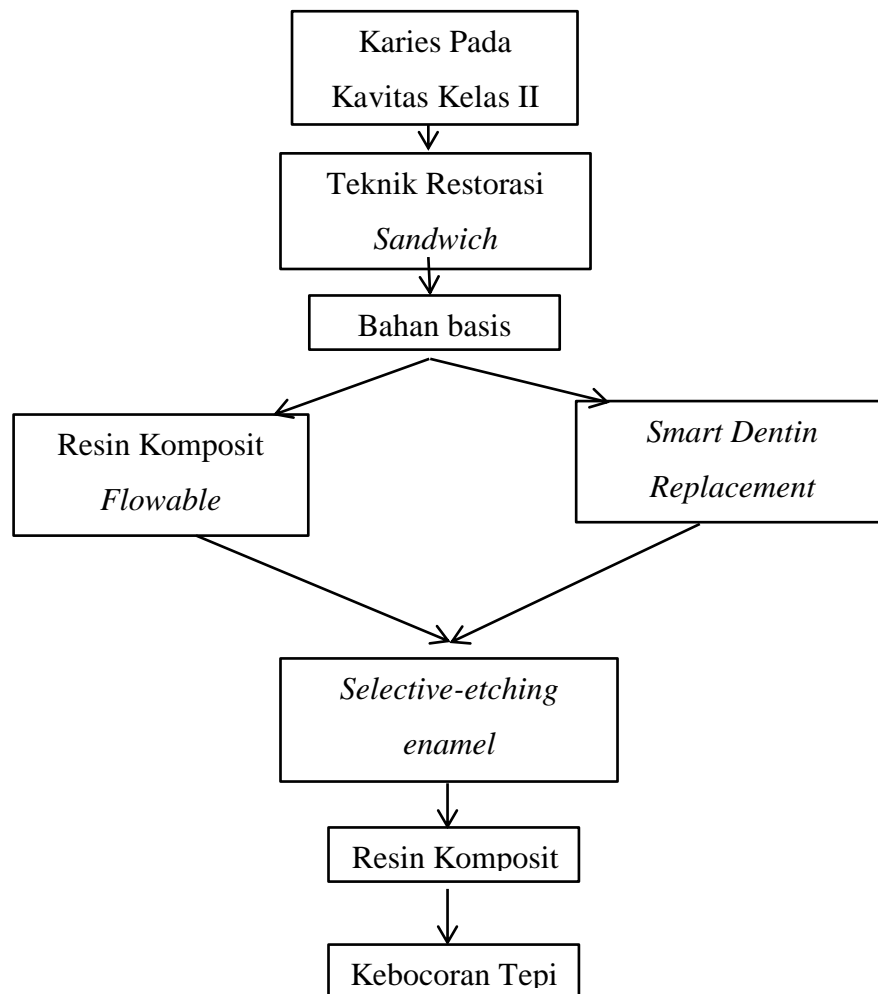 Karies Pada
Kavitas Kelas II
Teknik Restorasi
Sandwich
Bahan basis
Resin Komposit
Flowable
Smart Dentin
Replacement
Selective-etching
enamel
Resin Komposit
Kebocoran Tepi